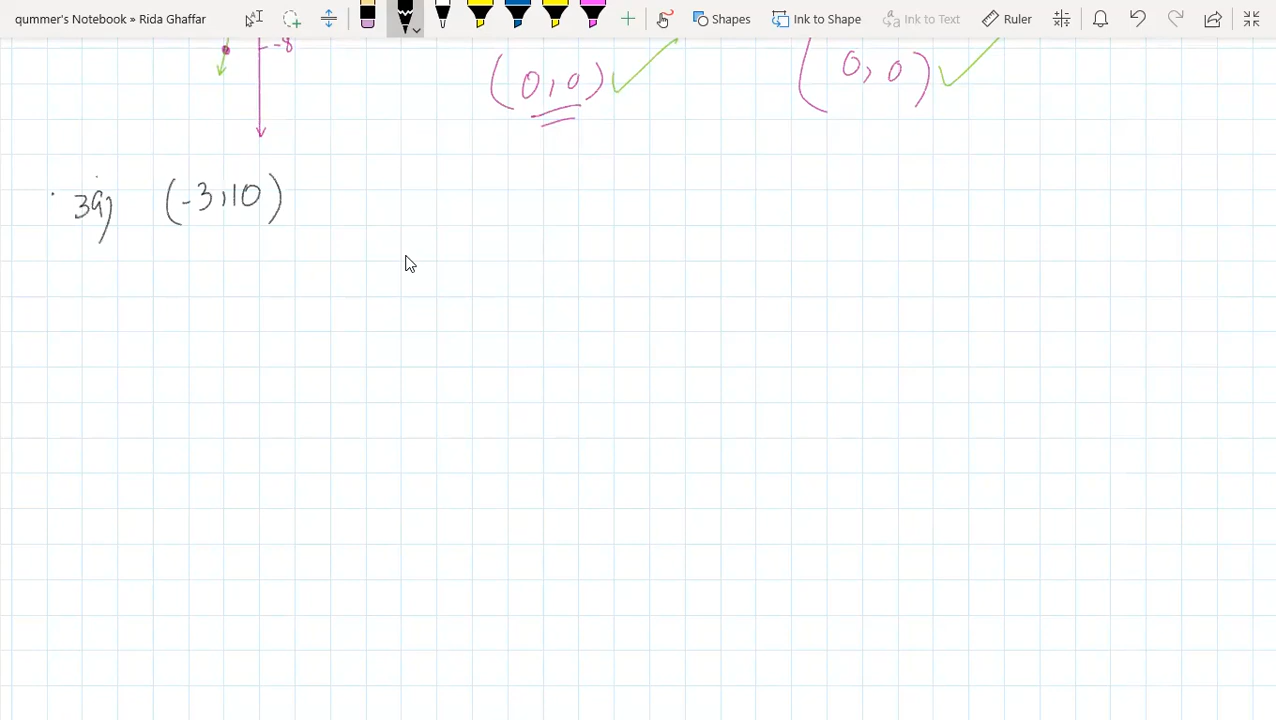 qummer's Notebook » Rida Ghaffar Shapes Ink to Shape Ink to Text Ruler
-8
(0,0) (0,0)
39, (-3,10)